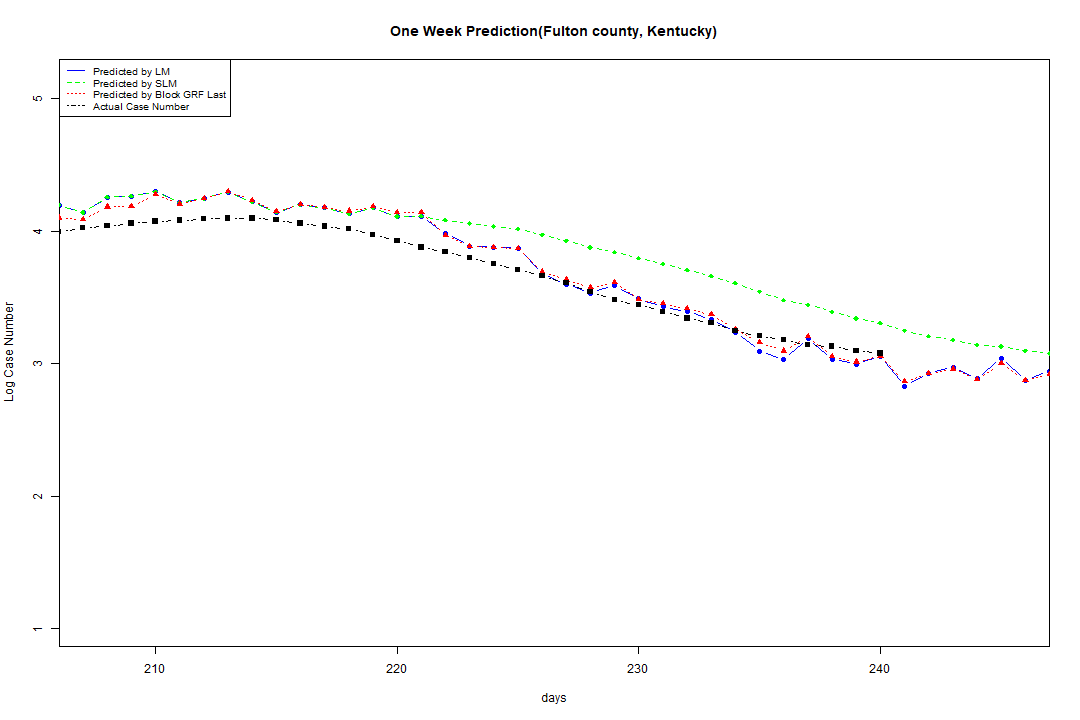 One Week Prediction(Fulton county, Kentucky)
Predicted by LM
Predicted by SLM
Predicted by Block GRF Last
Actual Case Number
5
4
3
2
1
Log Case Number
210
220
230
240
days